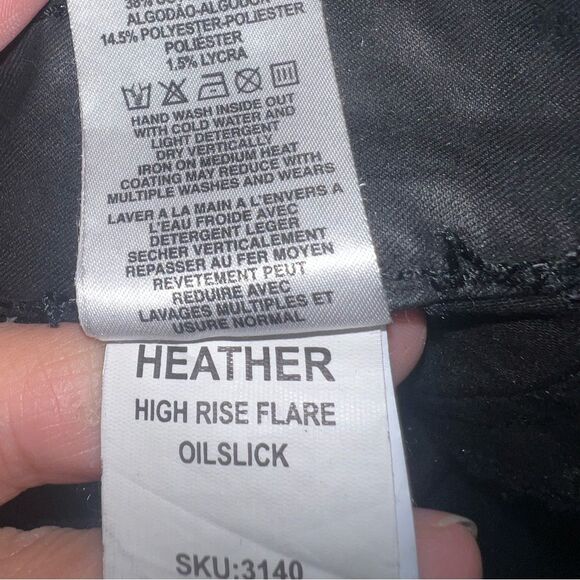 ALGODÃO-ALGODON
14.5% POLYESTER-POLIESTER
POLIÉSTER
1.5% LYCRA
HAND WASH INSIDE OUT
WITH COLD WATER AND
LIGHT DETERGENT
DRY VERTICALLY
IRON ON MEDIUM HEAT
COATING MAY REDUCE WITH
MULTIPLE WASHES AND WEARS
LAVER A LA MAIN A L'ENVERS A
L'EAU FROIDE AVEC
DETERGENT LEGER
SECHER VERTICALEMENT
REPASSER AU FER MOYEN
REVETEMENT PEUT
REDUIRE AVEC
LAVAGES MULTIPLES ET
USURE NORMAL
HEATHER
HIGH RISE FLARE
OILSLICK
SKU:3140